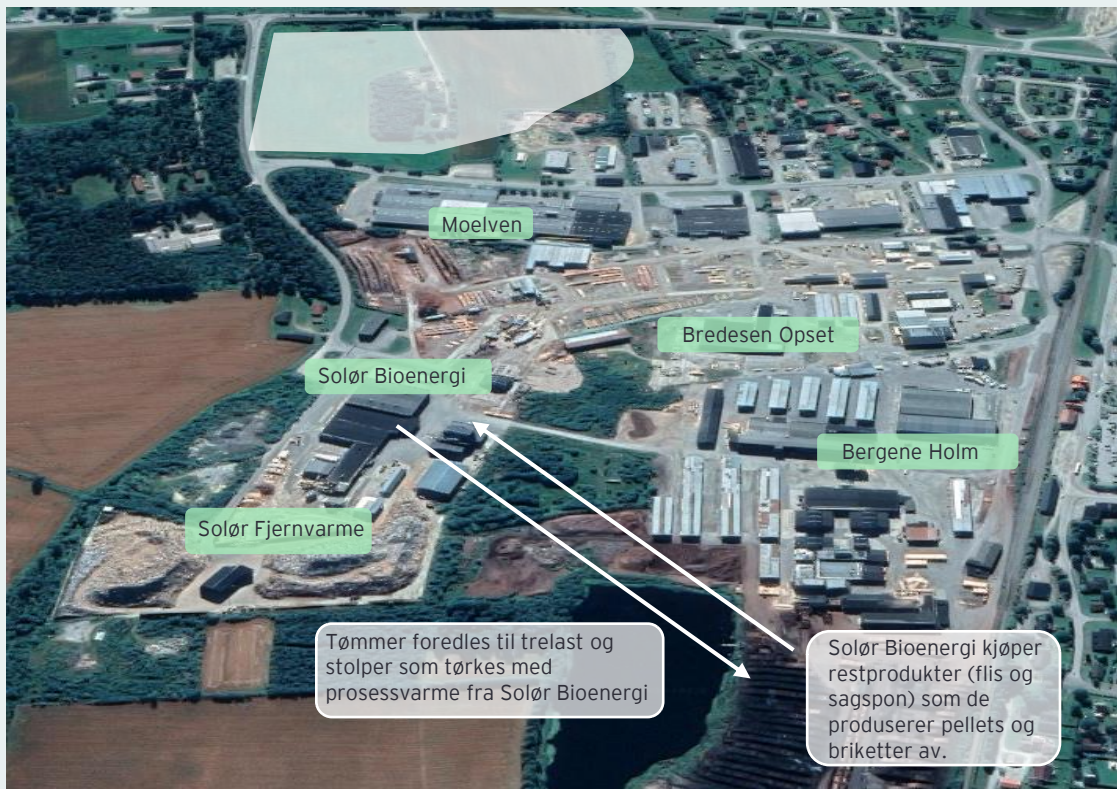 Moelven
Bredesen Opset
Solør Bioenergi
Bergene Holm
Solør Fjernvarme
Tømmer foredles til trelast og
stolper som tørkes med
prosessvarme fra Solør Bioenergi
Solør Bioenergi kjøper
restprodukter (flis og
sagspon) som de
produserer pellets og
briketter av.